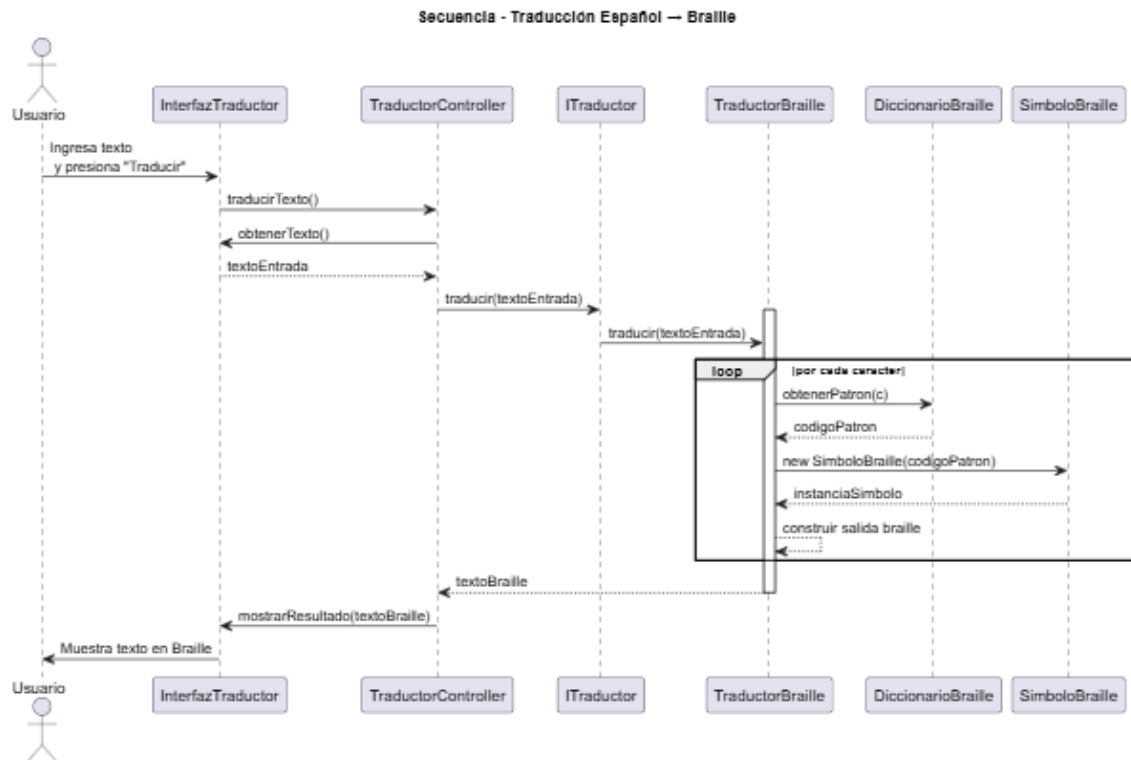 Secuencia - Traducción Español → Braille
Usuario
InterfazTraductor
TraductorController
ITraductor
TraductorBraille
DiccionarioBraille
SimboloBraille
Ingresa texto
y presiona "Traducir"
traducirTexto()
obtenerTexto()
textoEntrada
traducir(textoEntrada)
traducir(textoEntrada)
loop
[por cada caracter]
obtenerPatron(c)
codigoPatron
new SimboloBraille(codigoPatron)
instanciaSimbolo
construir salida braille
textoBraille
mostrarResultado(textoBraille)
Muestra texto en Braille
Usuario
InterfazTraductor
TraductorController
ITraductor
TraductorBraille
DiccionarioBraille
SimboloBraille